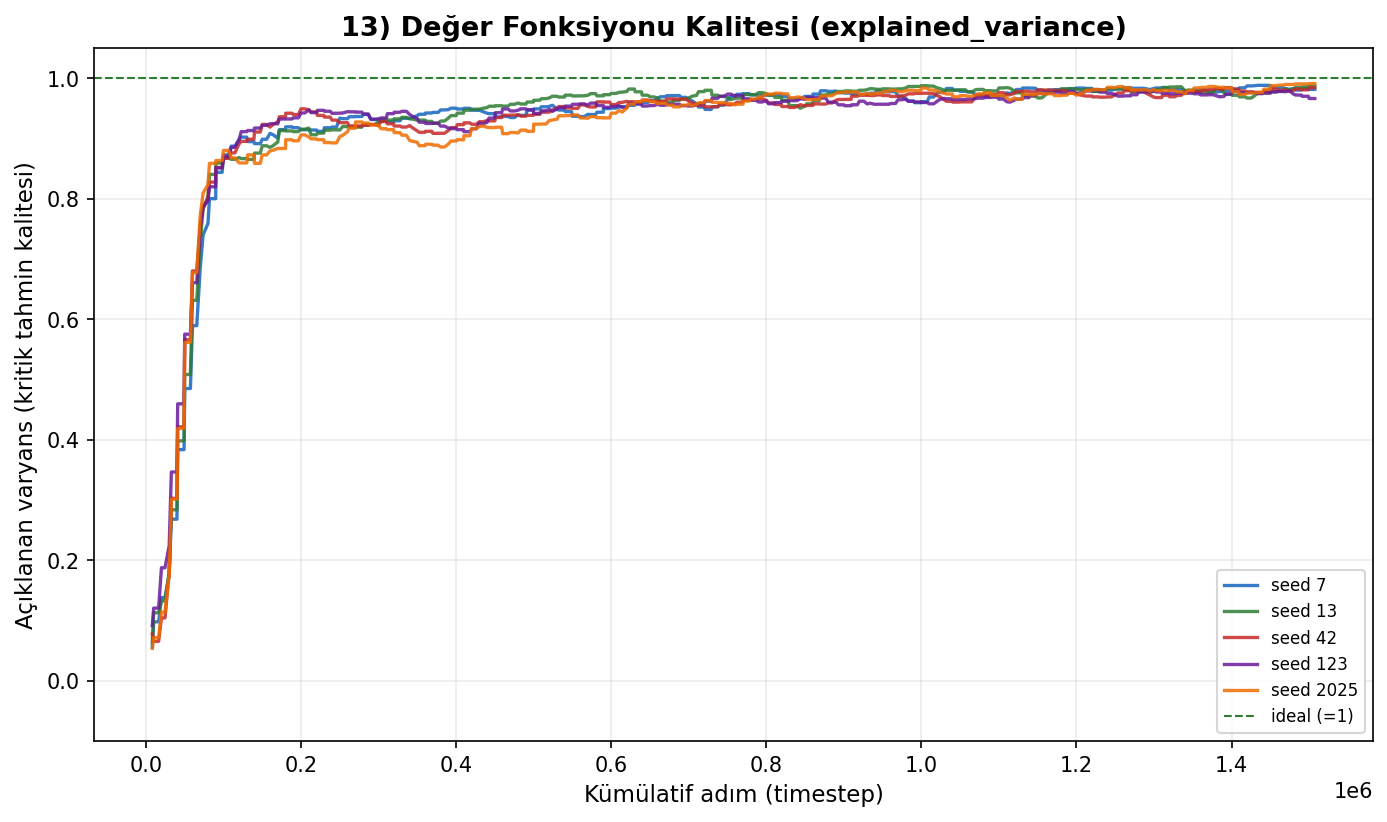 13) Değer Fonksiyonu Kalitesi (explained_variance)
Açıklanan varyans (kritik tahmin kalitesi)
1.0
0.8
0.6
0.4
0.2
0.0
seed 7
seed 13
seed 42
seed 123
seed 2025
ideal (=1)
0.0 0.2 0.4 0.6 0.8 1.0 1.2 1.4
1e6
Kümülatif adım (timestep)